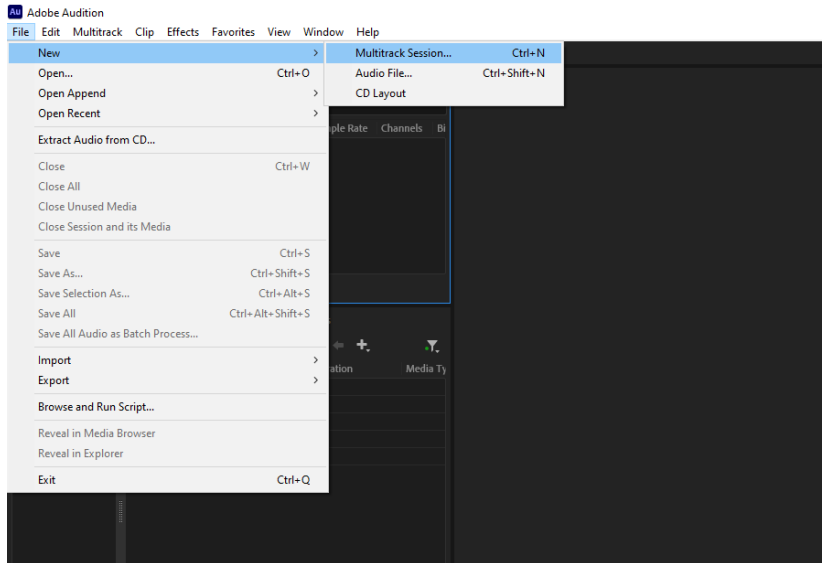 Au Adobe Audition
File Edit Multitrack Clip Effects Favorites View Window Help
New >
Multitrack Session... Ctrl+N
Open... Ctrl+O
Audio File... Ctrl+Shift+N
Open Append >
CD Layout
Open Recent >
Rate Channels
Extract Audio from CD...
Close Ctrl+W
Close All
Close Unused Media
Close Session and its Media
Save Ctrl+S
Save As... Ctrl+Shift+S
Save Selection As... Ctrl+Alt+S
Save All Ctrl+Alt+Shift+S
Save All Audio as Batch Process...
Import >
Media
Export >
Browse and Run Script...
Reveal in Media Browser
Reveal in Explorer
Exit Ctrl+Q